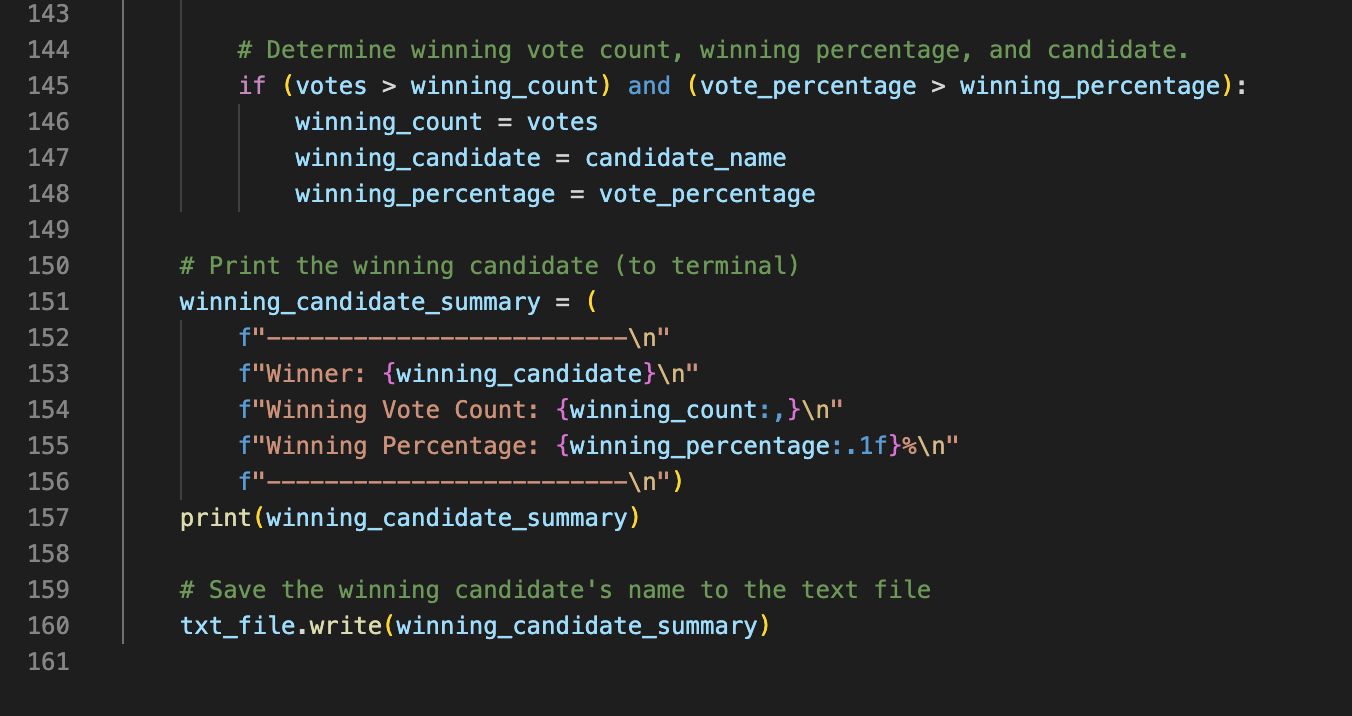 143
144 # Determine winning vote count, winning percentage, and candidate.
145 if (votes > winning_count) and (vote_percentage > winning_percentage):
146 winning_count = votes
147 winning_candidate = candidate_name
148 winning_percentage = vote_percentage
149
150 # Print the winning candidate (to terminal)
151 winning_candidate_summary = (
152 f"-------------------------\n"
153 f"Winner: {winning_candidate}\n"
154 f"Winning Vote Count: {winning_count:,}\n"
155 f"Winning Percentage: {winning_percentage:.1f}%\n"
156 f"-------------------------\n")
157 print(winning_candidate_summary)
158
159 # Save the winning candidate's name to the text file
160 txt_file.write(winning_candidate_summary)
161